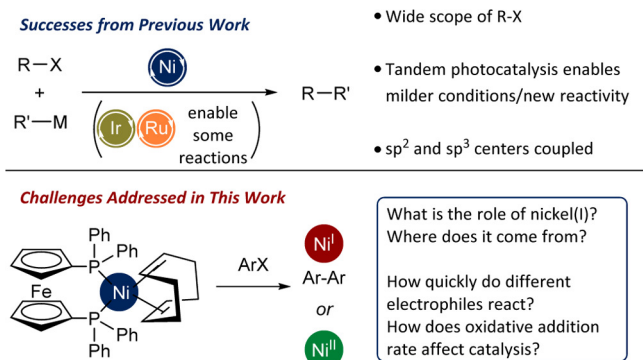 Successes from Previous Work
R–X
+
R'–M
Ni
Ir
Ru
enable
some
reactions
R–R'
• Wide scope of R-X
• Tandem photocatalysis enables
milder conditions/new reactivity
• sp² and sp³ centers coupled
Challenges Addressed in This Work
Ph
Ph
P
Fe
Ni
P
Ph
Ph
ArX
Niᴵ
Ar-Ar
or
Niᴵᴵ
What is the role of nickel(I)?
Where does it come from?
How quickly do different
electrophiles react?
How does oxidative addition
rate affect catalysis?